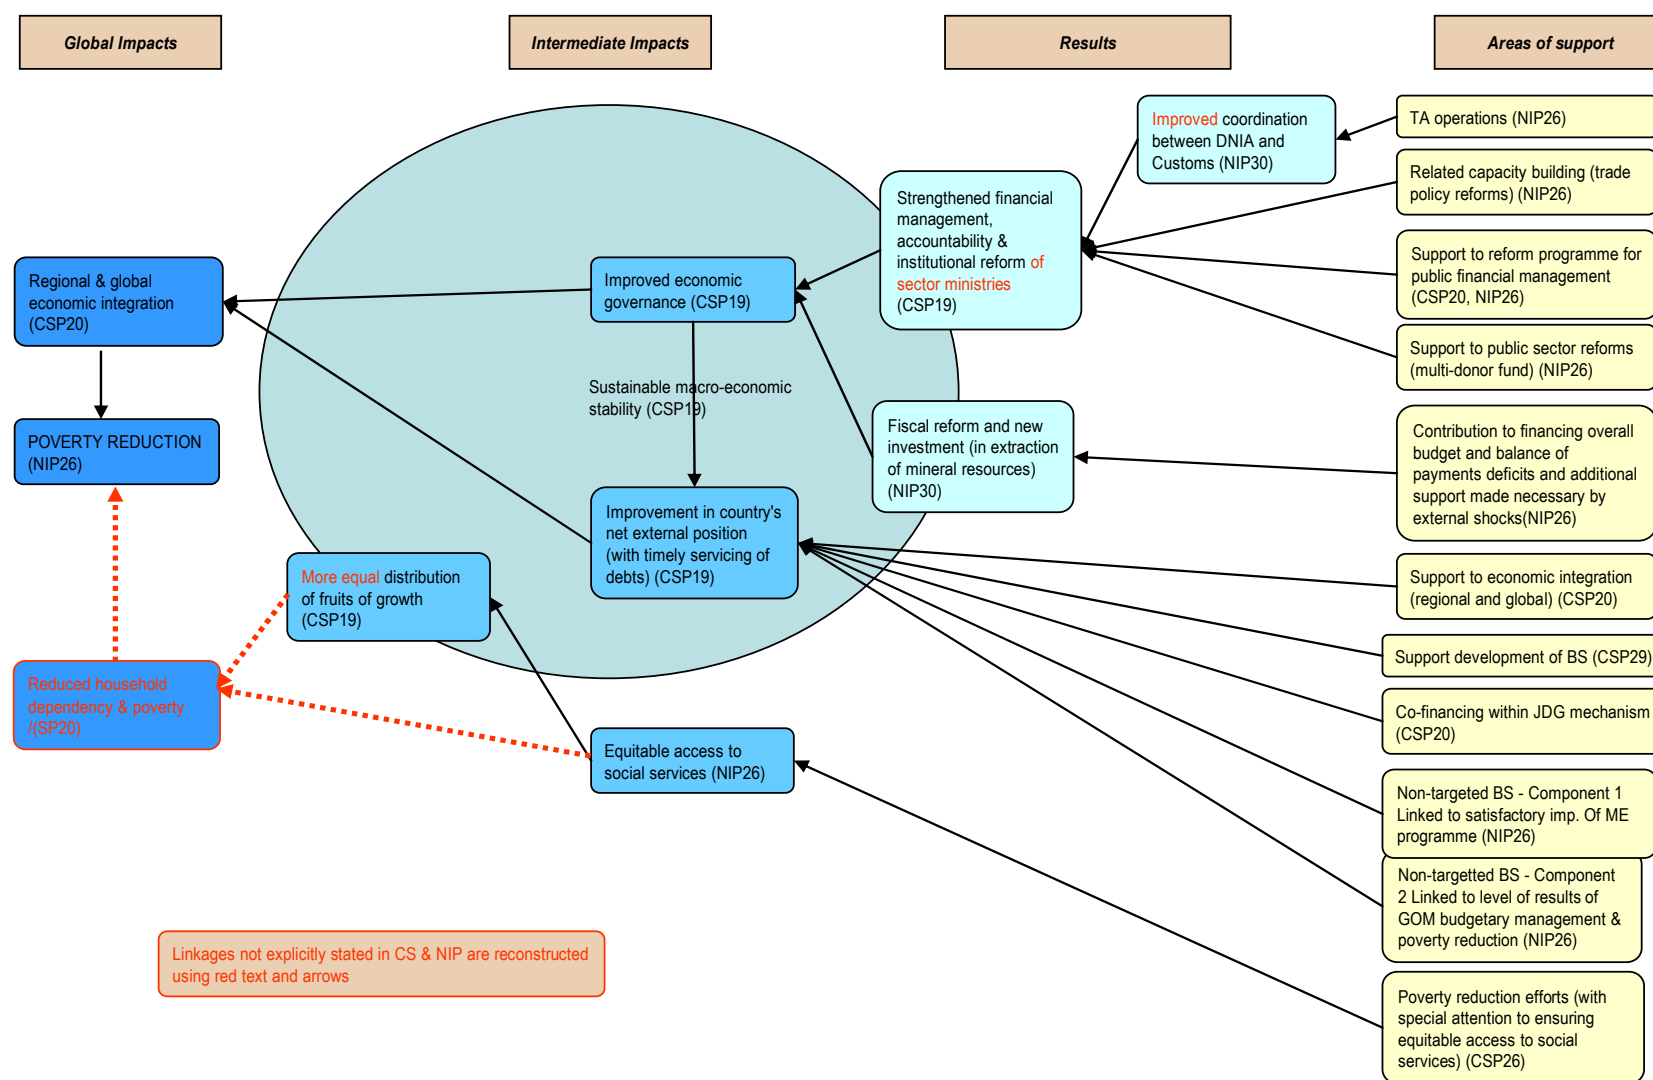 Global Impacts
Intermediate Impacts
Results
Areas of support
Improved coordination
between DNIA and
Customs (NIP30)
TA operations (NIP26)
Related capacity building (trade
policy reforms) (NIP26)
Strengthened financial
management,
accountability &
institutional reform of
sector ministries
(CSP19)
Support to reform programme for
public financial management
(CSP20, NIP26)
Regional & global
economic integration
(CSP20)
Improved economic
governance (CSP19)
Support to public sector reforms
(multi-donor fund) (NIP26)
Sustainable macro-economic
stability (CSP19)
POVERTY REDUCTION
(NIP26)
Fiscal reform and new
investment (in extraction
of mineral resources)
(NIP30)
Contribution to financing overall
budget and balance of
payments deficits and additional
support made necessary by
external shocks(NIP26)
Improvement in country's
net external position
(with timely servicing of
debts) (CSP19)
More equal distribution
of fruits of growth
(CSP19)
Support to economic integration
(regional and global) (CSP20)
Support development of BS (CSP29)
Reduced household
dependency & poverty
/(SP20)
Co-financing within JDG mechanism
(CSP20)
Equitable access to
social services (NIP26)
Non-targeted BS - Component 1
Linked to satisfactory imp. Of ME
programme (NIP26)
Non-targetted BS - Component
2 Linked to level of results of
GOM budgetary management &
poverty reduction (NIP26)
Linkages not explicitly stated in CS & NIP are reconstructed
using red text and arrows
Poverty reduction efforts (with
special attention to ensuring
equitable access to social
services) (CSP26)